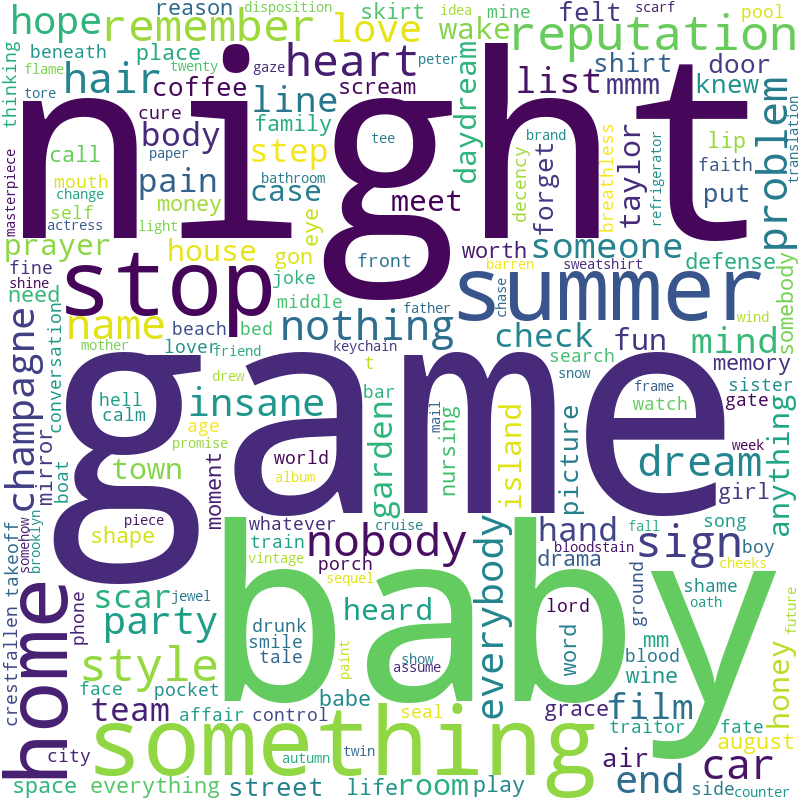 reason
disposition
scarf
hope
remember
skirt
idea
mine
felt
pool
reputation
love
wake
beneath
place
peter
thinking
flame
twenty
gaze
heart
shirt
door
hair
coffee
list
mmm
knew
tore
cure
scream
line
daydream
night
problem
translation
masterpiece
body
family
tee
brand
breathless
taylor
refrigerator
call
paper
step
decency
forget
lip
mouth
bathroom
faith
change
pain
case
meet
put
self
money
actress
light
eye
prayer
house
gon
front
worth
someone
defense
somebody
fine
shine
stop
barren
sweatshirt
need
joke
summer
middle
father
chase
wind
name
beach
bed
nothing
check
fun
mind
conversation
mother
lover
friend
keychain
t
search
memory
champagne
drew
snow
frame
sister
hell
calm
insane
bar
watch
gate
mail
age
game
garden
nursing
island
picture
dream
anything
promise
town
world
week
mirror
boat
moment
album
girl
piece
whatever
cruise
hand
fall
song
shape
train
nobody
sign
boy
somehow
brooklyn
takeoff
vintage
porch
sequel
everybody
drama
bloodstain
cheeks
crestfallen
home
phone
scar
jewel
baby
heard
lord
ground
shame
oath
future
party
drunk
smile
tale
show
assume
paint
word
mm
blood
wine
honey
style
face
pocket
babe
team
affair
control
seal
grace
film
traitor
fate
august
something
city
autumn
twin
air
car
space
everything
street
life
room
play
end
side
counter